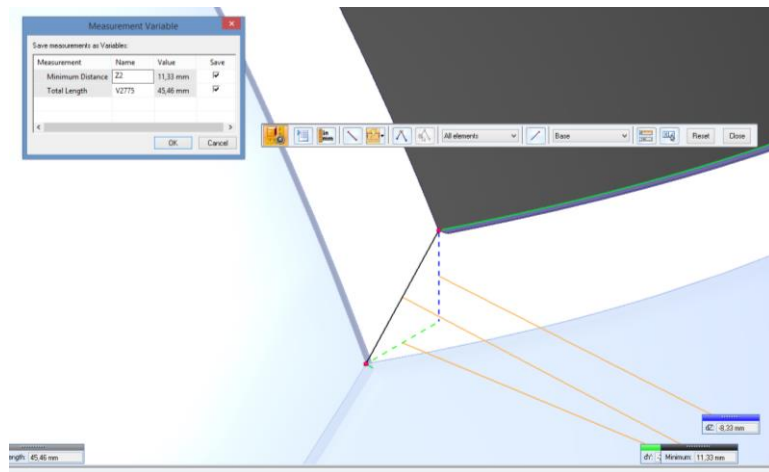 Measurement Variable
Save measurements as Variables:
Measurement Name Value Save
Minimum Distance Z2 11,33 mm
Total Length V2775 45,46 mm
OK Cancel
All elements Base Reset Close
dZ: -8,33 mm
ength: 45,46 mm
dY: Minimum: 11,33 mm